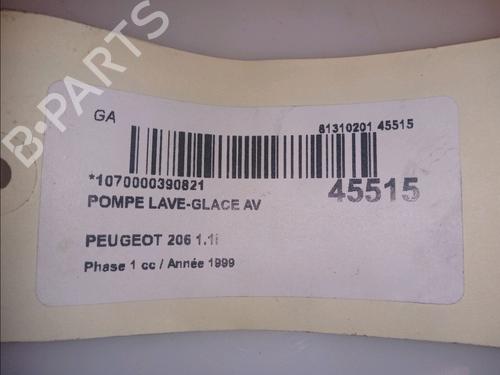 B-PARTS
GA
81310201 45515
*1070000390821
45515
POMPE LAVE-GLACE AV
PEUGEOT 206 1.1i
Phase 1 cc / Année 1999